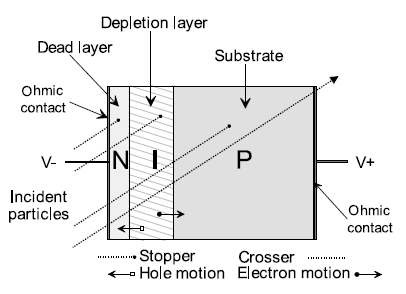 Depletion layer
Dead layer
Substrate
Ohmic
contact
V-
N I P
V+
Incident
particles
Ohmic
contact
Stopper Crosser
Hole motion Electron motion